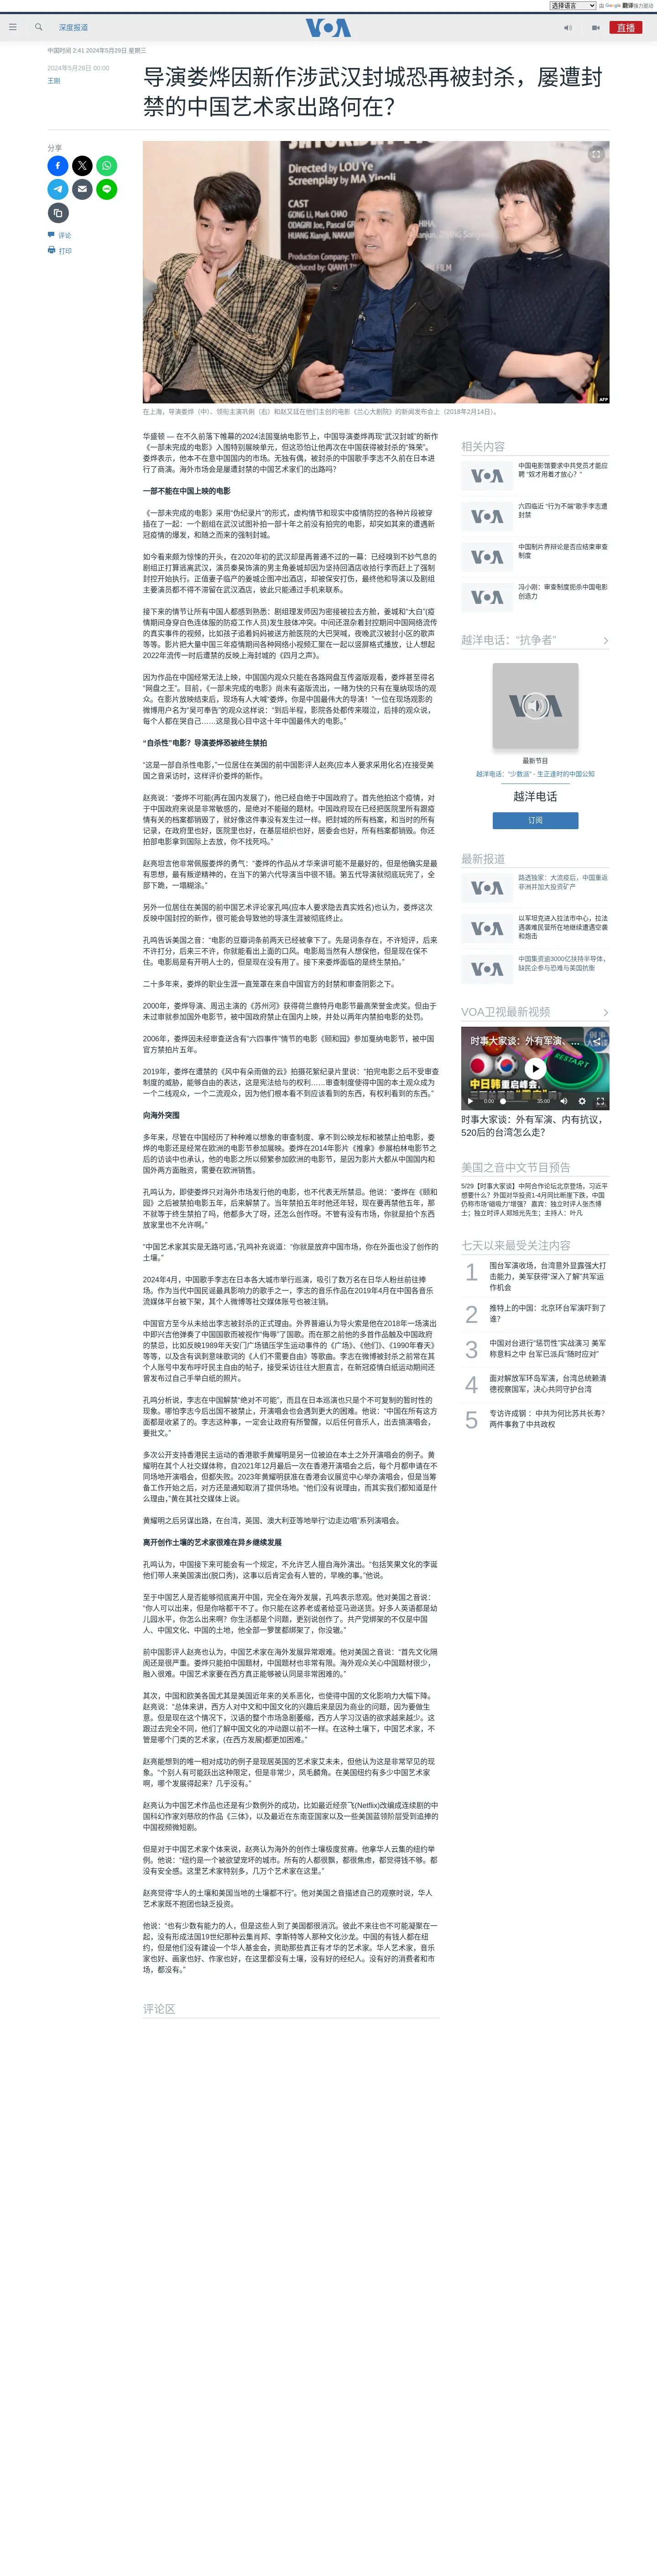 选择语言 由 Google 翻译强力驱动
深度报道
VOA
直播
中国时间 2:41 2024年5月29日 星期三
2024年5月29日 00:00
王刚
导演娄烨因新作涉武汉封城恐再被封杀，屡遭封
禁的中国艺术家出路何在？
分享
评论
打印
Directed by LOU Ye
Screenplay by MA Yingli
CAST
GONG Li, Mark CHAO
AFP
在上海，导演娄烨（中）、领衔主演巩俐（右）和赵又廷在他们主创的电影《兰心大剧院》的新闻发布会上（2018年2月14日）。
华盛顿 — 在不久前落下帷幕的2024法国戛纳电影节上，中国导演娄烨再窃“武汉封城”的新作
《一部未完成的电影》入围特别展映单元，但这恐怕让他再次在中国获得被封杀的“殊荣”。
娄烨表示，他本不在意中国国内的市场。无独有偶，被封杀的中国歌手李志不久前在日本进
行了商演。海外市场会是屡遭封禁的中国艺术家们的出路吗？
一部不能在中国上映的电影
《一部未完成的电影》采用“伪纪录片”的形式，虚构情节和现实中疫情防控的各种片段被穿
插在了一起：一个剧组在武汉试图补拍一部十年之前没有拍完的电影，却突如其来的遭遇新
冠疫情的爆发，和随之而来的强制封城。
如今看来颇为惊悚的开头，在2020年初的武汉却是再普通不过的一幕：已经嗅到不妙气息的
剧组正打算逃离武汉，演员秦昊饰演的男主角姜城却因为坚持回酒店收拾行李而赶上了强制
封控开始执行。正值妻子临产的姜城企图冲出酒店，却被保安打伤，最终他和导演以及剧组
主要演员都不得不滞留在武汉酒店，彼此只能通过手机来联系。
接下来的情节让所有中国人都感到熟悉：剧组理发师因为密接被拉去方舱，姜城和“大白”(疫
情期间身穿白色连体服的防疫工作人员)发生肢体冲突。中间还混杂着封控期间中国网络流传
的真实事件的视频，比如孩子追着妈妈被送方舱医院的大巴哭喊，夜晚武汉被封小区的歌声
等等。影片把大量中国三年疫情期间各种网络小视频汇聚在一起以竖屏格式播放，让人想起
2022年流传一时后遭禁的反映上海封城的《四月之声》。
因为作品在中国经常无法上映，中国国内观众只能在各路网盘互传盗版观看，娄烨甚至得名
“网盘之王”。目前，《一部未完成的电影》尚未有盗版流出，一睹为快的只有在戛纳现场的观
众。在影片放映结束后，现场有人大喊“娄烨，你是中国最伟大的导演！”一位在现场观影的
微博用户名为“吴可奉告”的观众这样说：“到后半程，影院各处都传来啜泣，后排的观众说，
每个人都在哭自己……这是我心目中这十年中国最伟大的电影。”
“自杀性”电影？导演娄烨恐被终生禁拍
“这是一部自杀性电影，”一位居住在美国的前中国影评人赵亮(应本人要求采用化名)在接受美
国之音采访时，这样评价娄烨的新作。
赵亮说：“娄烨不可能(再在国内发展了)，他已经自绝于中国政府了。首先他拍这个疫情，对
于中国政府来说是非常敏感的，是绝对不能碰的题材。中国政府现在已经把医院里所有跟疫
情有关的档案都销毁了，就好像这件事没有发生过一样。把封城的所有档案，和当时的所有
记录，在政府里也好，医院里也好，在基层组织也好，居委会也好，所有档案都销毁。你还
拍部电影拿到国际上去放，你不找死吗。”
赵亮坦言他非常佩服娄烨的勇气：“娄烨的作品从才华来讲可能不是最好的，但是他确实是最
有思想，最有叛逆精神的，在当下的第六代导演当中很不错。第五代导演就彻底玩完了，全
部下跪，一塌糊涂。”
另外一位居住在美国的前中国艺术评论家孔鸣(应本人要求隐去真实姓名)也认为，娄烨这次
反映中国封控的新作，很可能会导致他的导演生涯被彻底终止。
孔鸣告诉美国之音：“电影的豆瓣词条前两天已经被拿下了。先是词条存在，不许短评，后来
不许打分，后来三不许，你就能看出上面的口风。电影局当然有人想保他，但是现在保不
住。电影局是有开明人士的，但是现在没有用了。接下来娄烨面临的是终生禁拍。”
二十多年来，娄烨的职业生涯一直笼罩在来自中国官方的封禁和审查阴影之下。
2000年，娄烨导演、周迅主演的《苏州河》获得荷兰鹿特丹电影节最高荣誉金虎奖。但由于
未过审就参加国外电影节，被中国政府禁止在国内上映，并处以两年内禁拍电影的处罚。
2006年，娄烨因未经审查送含有“六四事件”情节的电影《颐和园》参加戛纳电影节，被中国
官方禁拍片五年。
2019年，娄烨在遭禁的《风中有朵雨做的云》拍摄花絮纪录片里说：“拍完电影之后不受审查
制度的威胁，能够自由的表达，这是宪法给与的权利……审查制度使得中国的本土观众成为
一个二线观众，一个二流观众，因为他们看不到应该看到的东西，有权利看到的东西。”
向海外突围
多年来，尽管在中国经历了种种难以想象的审查制度、拿不到公映龙标和被禁止拍电影，娄
烨的电影还是经常在欧洲的电影节参加展映。娄烨在2014年影片《推拿》参展柏林电影节之
后的访谈中也承认，他的电影之所以频繁参加欧洲的电影节，是因为影片大都从中国国内和
国外两方面融资，需要在欧洲销售。
孔鸣认为，即使娄烨只对海外市场发行他的电影，也不代表无所禁忌。他说：“娄烨在《颐和
园》之后被禁拍电影五年，后来解禁了。当年禁拍五年时他还年轻，现在要再禁他五年，那
不就等于终生禁拍了吗，他都多大了呀，还怎么创作呀。不管有没有市场，你就是拍个东西
放家里也不允许啊。”
“中国艺术家其实是无路可逃，”孔鸣补充说道：“你就是放弃中国市场，你在外面也没了创作的
土壤。”
2024年4月，中国歌手李志在日本各大城市举行巡演，吸引了数万名在日华人粉丝前往捧
场。作为当代中国民谣最具影响力的歌手之一，李志的音乐作品在2019年4月在中国各音乐
流媒体平台被下架，其个人微博等社交媒体账号也被注销。
中国官方至今从未给出李志被封杀的正式理由。外界普遍认为导火索是他在2018年一场演出
中即兴吉他弹奏了中国国歌而被视作“侮辱”了国歌。而在那之前他的多首作品触及中国政府
的禁忌，比如反映1989年天安门广场镇压学生运动事件的《广场》、《他们》、《1990年春天》
等等，以及含有讽刺意味歌词的《人们不需要自由》等歌曲。李志在微博被封杀之前常在其
个人账号中发布呼吁民主自由的帖子，接受采访往往大胆直言，在新冠疫情白纸运动期间还
曾发布过自己手举白纸的照片。
孔鸣分析说，李志在中国解禁“绝对不可能”，而且在日本巡演也只是个不可复制的暂时性的
现象。哪怕李志今后出国不被禁止，开演唱会也会遇到更大的困难。他说：“中国在所有这方
面都是收紧了的。李志这种事，一定会让政府有所警醒，以后任何音乐人，出去搞演唱会，
要批文。”
多次公开支持香港民主运动的香港歌手黄耀明是另一位被迫在本土之外开演唱会的例子。黄
耀明在其个人社交媒体称，自2021年12月最后一次在香港开演唱会之后，每个月都申请在不
同场地开演唱会，但都失败。2023年黄耀明获准在香港会议展览中心举办演唱会，但是当筹
备工作开始之后，对方还是通知取消了提供场地。“他们没有说理由，而其实我们都知道是什
么理由，”黄在其社交媒体上说。
黄耀明之后另谋出路，在台湾，英国、澳大利亚等地举行“边走边唱”系列演唱会。
离开创作土壤的艺术家很难在异乡继续发展
孔鸣认为，中国接下来可能会有一个规定，不允许艺人擅自海外演出。“包括笑果文化的李诞
他们带人来美国演出(脱口秀)，这事以后肯定会有人管的，早晚的事。”他说。
至于中国艺人是否能够彻底离开中国，完全在海外发展，孔鸣表示悲观。他对美国之音说：
“你人可以出来，但是你啥都干不了。你只能在这养老或者给亚马逊送货。好多人英语都是幼
儿园水平，你怎么出来啊？你生活都是个问题，更别说创作了。共产党绑架的不仅是中国
人、中国文化、中国的土地，他全部一箩筐都绑架了，你没辙。”
前中国影评人赵亮也认为，中国艺术家在海外发展异常艰难。他对美国之音说：“首先文化隔
阂还是很严重。娄烨只能拍中国题材，中国题材也非常有限。海外观众关心中国题材很少，
融入很难。中国艺术家要在西方真正能够被认同是非常困难的。”
其次，中国和欧美各国尤其是美国近年来的关系恶化，也使得中国的文化影响力大幅下降。
赵亮说：“总体来讲，西方人对中文和中国文化的兴趣后来是因为商业的问题，因为要做生
意。但是现在这个情况下，汉语的整个市场急剧萎缩，西方人学习汉语的欲求越来越少。这
跟过去完全不同，他们了解中国文化的冲动跟以前不一样。在这种土壤下，中国艺术家，不
管是哪个门类的艺术家，(在西方发展)都更加困难。”
赵亮能想到的唯一相对成功的例子是现居英国的艺术家艾未未，但他认为这是非常罕见的现
象。“个别人有可能跃出这种限定，但是非常少，凤毛麟角。在美国纽约有多少中国艺术家
啊，哪个发展得起来？几乎没有。”
赵亮认为中国艺术作品也还是有少数例外的成功，比如最近经奈飞(Netflix)改编成连续剧的中
国科幻作家刘慈欣的作品《三体》，以及最近在东南亚国家以及一些美国蓝领阶层受到追捧的
中国视频微短剧。
但是对于中国艺术家个体来说，赵亮认为海外的创作土壤极度贫瘠。他拿华人云集的纽约举
例。他说：“纽约是一个被欲望宠坏的城市。所有的人都很飘，都很焦虑，都觉得钱不够。都
没有安全感。这里艺术家特别多，几万个艺术家在这里。”
赵亮觉得“华人的土壤和美国当地的土壤都不行”。他对美国之音描述自己的观察时说，华人
艺术家既不抱团也缺乏投资。
他说：“也有少数有能力的人，但是这些人到了美国都很消沉。彼此不来往也不可能凝聚在一
起，没有形成法国19世纪那种云集肖邦、李斯特等人那种文化沙龙。中国的有钱人都在纽
约，但是他们没有建设一个华人基金会，资助那些真正有才华的艺术家。华人艺术家，音乐
家也好、画家也好、作家也好，在这里都没有土壤，没有好的经纪人。没有好的消费者和市
场，都没有。”
评论区
相关内容
中国电影馆要求中共党员才能应
聘 “奴才用着才放心？”
六四临近 “行为不端”歌手李志遭
封禁
中国制片界辩论是否应结束审查
制度
冯小刚：审查制度扼杀中国电影
创造力
越洋电话：“抗争者”
最新节目
越洋电话：“少数派” - 生正逢时的中国公知
越洋电话
订阅
最新报道
路透独家：大流疫后，中国重返
非洲并加大投资矿产
以军坦克进入拉法市中心，拉法
遇袭难民营所在地继续遭遇空袭
和炮击
中国集资逾3000亿扶持半导体，
缺民企参与恐难与美国抗衡
VOA卫视最新视频
时事大家谈：外有军演、…
中日韩重启峰会、
0:00
35:00
时事大家谈：外有军演、内有抗议，
520后的台湾怎么走？
美国之音中文节目预告
5/29【时事大家谈】中阿合作论坛北京登场，习近平
想要什么？外国对华投资1-4月同比断崖下跌，中国
仍称市场“磁吸力”增强？ 嘉宾：独立时评人张杰博
士；独立时评人郑旭光先生；主持人：叶凡
七天以来最受关注内容
1 围台军演收场，台湾意外显露强大打
击能力，美军获得“深入了解”共军运
作机会
2 推特上的中国：北京环台军演吓到了
谁？
3 中国对台进行“惩罚性”实战演习 美军
称意料之中 台军已派兵“随时应对”
4 面对解放军环岛军演，台湾总统赖清
德视察国军，决心共同守护台湾
5 专访许成钢 ：中共为何比苏共长寿？
两件事救了中共政权